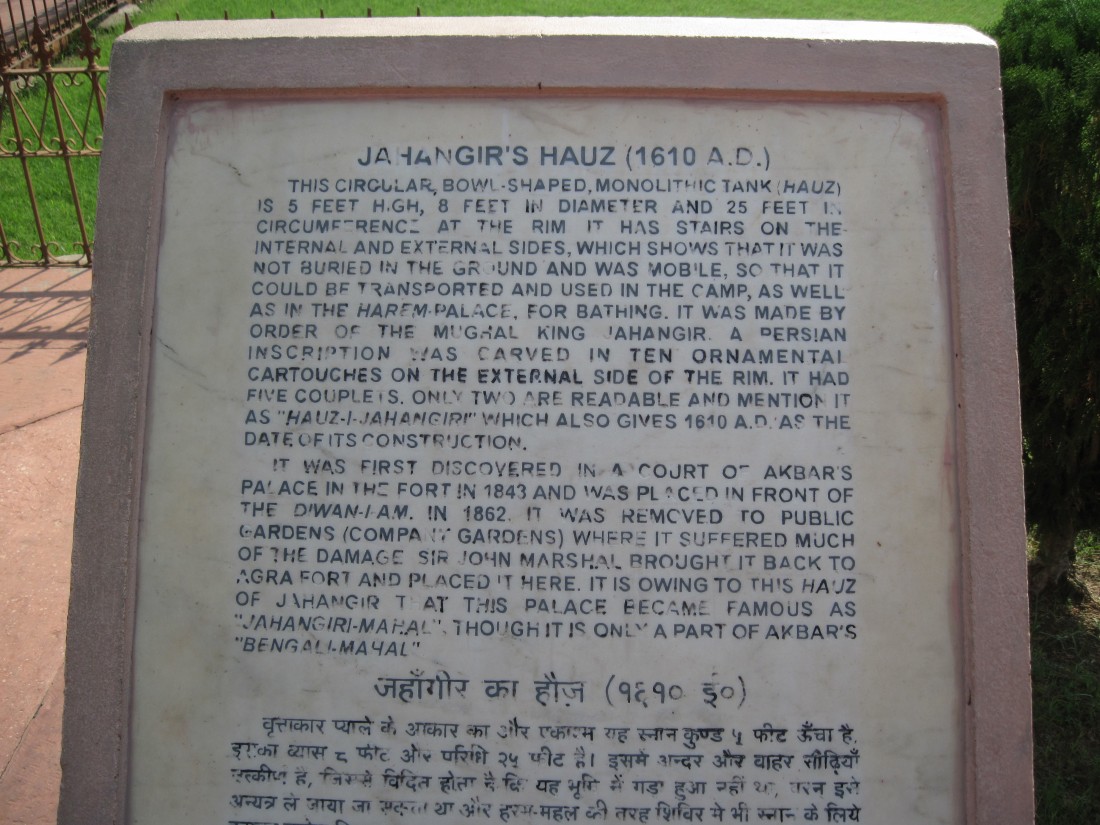 JAHANGIR'S HAUZ (1610 A.D.)
THIS CIRCULAR, BOWL-SHAPED, MONOLITHIC TANK (HAUZ)
IS 5 FEET HIGH, 8 FEET IN DIAMETER AND 25 FEET IN
CIRCUMFERENCE AT THE RIM IT HAS STAIRS ON THE
INTERNAL AND EXTERNAL SIDES, WHICH SHOWS THAT IT WAS
NOT BURIED IN THE GROUND AND WAS MOBILE, SO THAT IT
COULD BE TRANSPORTED AND USED IN THE CAMP, AS WELL
AS IN THE HAREM-PALACE, FOR BATHING. IT WAS MADE BY
ORDER OF THE MUGHAL KING JAHANGIR. A PERSIAN
INSCRIPTION WAS CARVED IN TEN ORNAMENTAL
CARTOUCHES ON THE EXTERNAL SIDE OF THE RIM. IT HAD
FIVE COUPLETS. ONLY TWO ARE READABLE AND MENTION IT
AS "HAUZ-I-JAHANGIRI" WHICH ALSO GIVES 1610 A.D. AS THE
DATE OF ITS CONSTRUCTION.
IT WAS FIRST DISCOVERED IN A COURT OF AKBAR'S
PALACE IN THE FORT IN 1843 AND WAS PLACED IN FRONT OF
THE DIWAN-I-AM. IN 1862, IT WAS REMOVED TO PUBLIC
GARDENS (COMPANY GARDENS) WHERE IT SUFFERED MUCH
OF THE DAMAGE SIR JOHN MARSHAL BROUGHT IT BACK TO
AGRA FORT AND PLACED IT HERE. IT IS OWING TO THIS HAUZ
OF JAHANGIR THAT THIS PALACE BECAME FAMOUS AS
"JAHANGIRI-MAHAL", THOUGH IT IS ONLY A PART OF AKBAR'S
"BENGALI-MAHAL"
जहाँगीर का हौज़ (१६१० ई०)
वृत्ताकार प्याले के आकार का और एकाश्म यह स्नान कुण्ड ५ फीट ऊँचा है,
इसका व्यास ८ फीट और परिधि २५ फीट है। इसमें अन्दर और बाहर सीढ़ियाँ
उत्कीर्ण हैं, जिससे विदित होता है कि यह भूमि में गड़ा हुआ नहीं था, वरन इसे
अन्यत्र ले जाया जा सकता था और हरम-महल की तरह शिविर मे भी स्नान के लिये